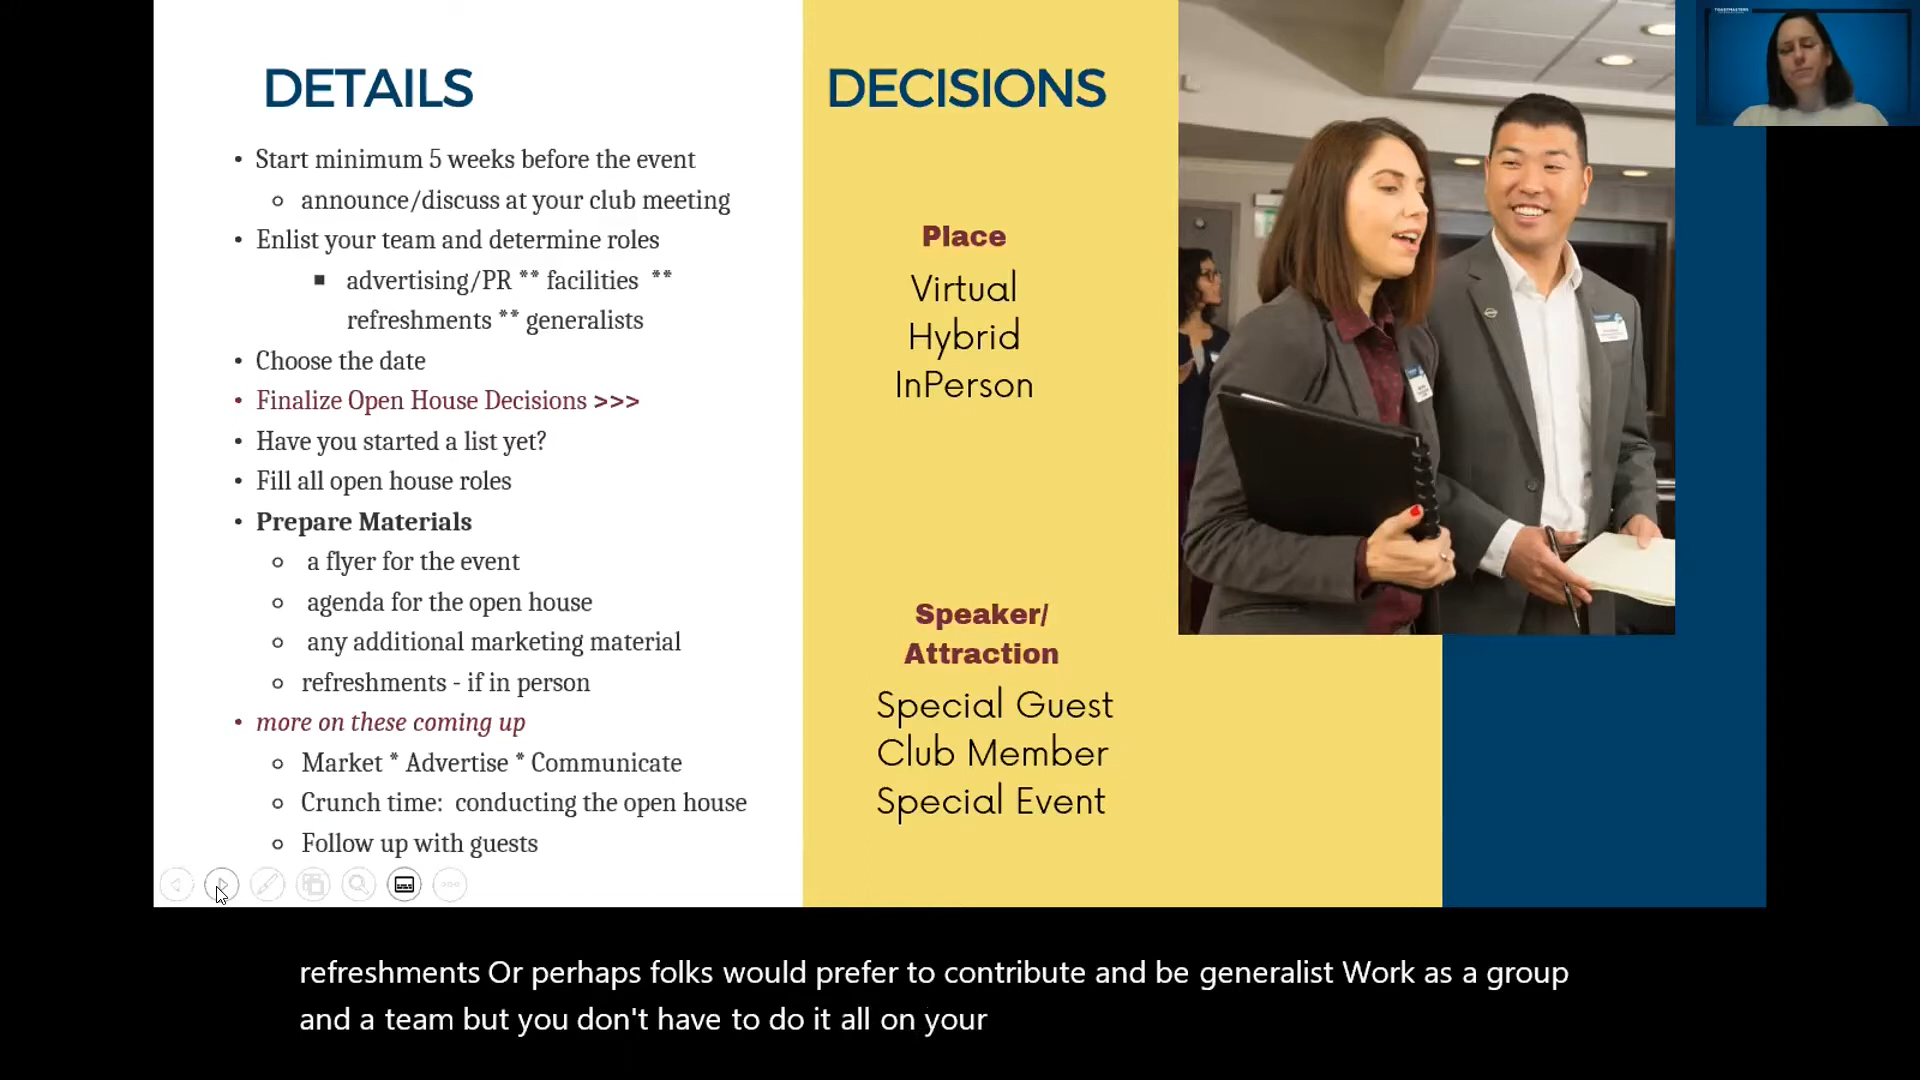 DETAILS
• Start minimum 5 weeks before the event
○ announce/discuss at your club meeting
• Enlist your team and determine roles
■ advertising/PR ** facilities **
refreshments ** generalists
• Choose the date
• Finalize Open House Decisions >>>
• Have you started a list yet?
• Fill all open house roles
• Prepare Materials
○ a flyer for the event
○ agenda for the open house
○ any additional marketing material
○ refreshments - if in person
• more on these coming up
○ Market * Advertise * Communicate
○ Crunch time: conducting the open house
○ Follow up with guests
DECISIONS
Place
Virtual
Hybrid
InPerson
Speaker/
Attraction
Special Guest
Club Member
Special Event
TOASTMASTERS
refreshments Or perhaps folks would prefer to contribute and be generalist Work as a group
and a team but you don't have to do it all on your